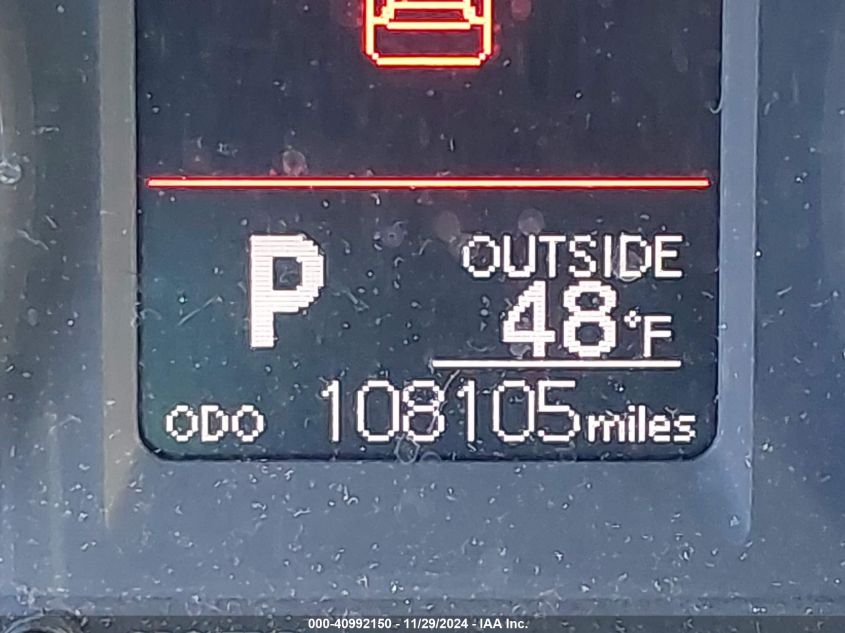 P
OUTSIDE
48°F
ODO 108105 miles
000-40992150 - 11/29/2024 - IAA Inc.